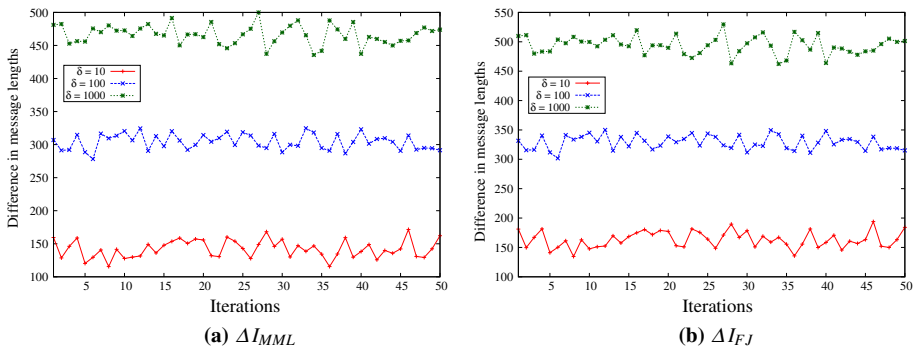 500
450
400
350
300
250
200
150
100
Difference in message lengths
δ = 10
δ = 100
δ = 1000
5 10 15 20 25 30 35 40 45 50
Iterations
(a) ΔI_MML
550
500
450
400
350
300
250
200
150
100
Difference in message lengths
δ = 10
δ = 100
δ = 1000
5 10 15 20 25 30 35 40 45 50
Iterations
(b) ΔI_FJ